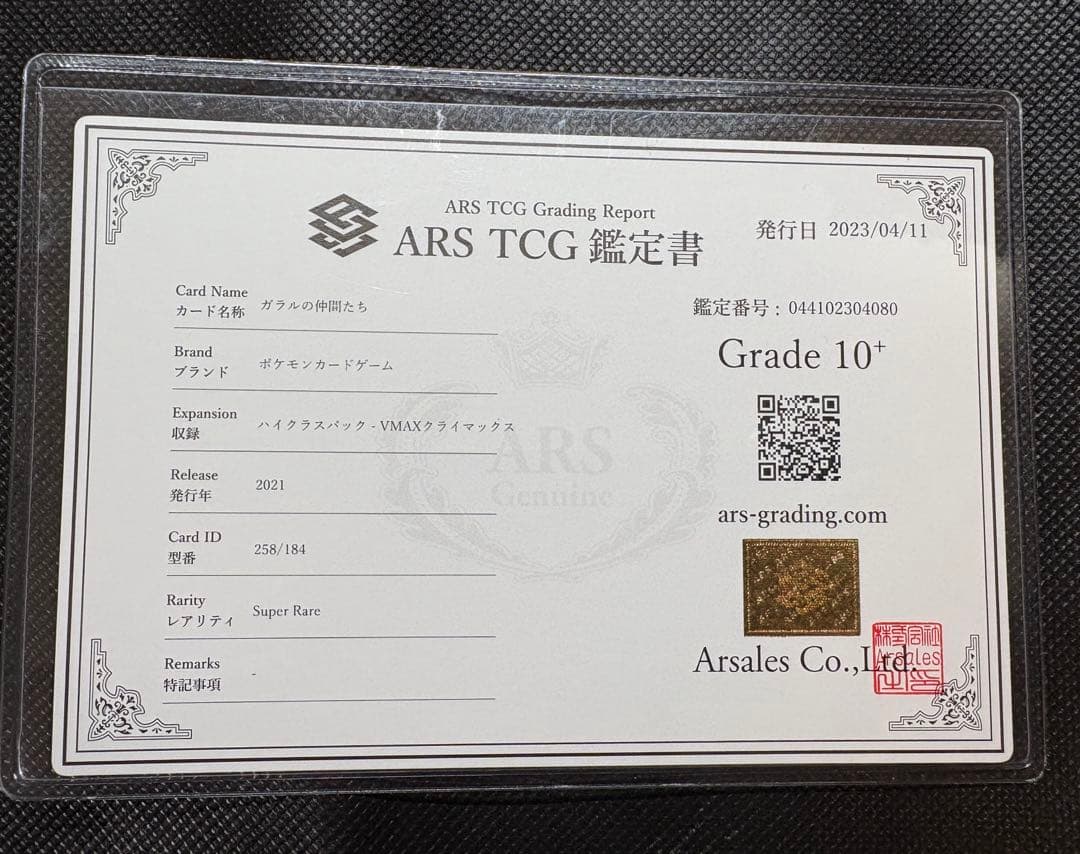 ARS TCG Grading Report
ARS TCG 鑑定書
発行日 2023/04/11
Card Name
カード名称 ガラルの仲間たち
Brand
ブランド ポケモンカードゲーム
Expansion
収録 ハイクラスパック - VMAXクライマックス
Release
発行年 2021
Card ID
型番 258/184
Rarity
レアリティ Super Rare
Remarks
特記事項 -
鑑定番号 : 044102304080
Grade 10+
ars-grading.com
ARS
Genuine
Arsales Co.,Ltd.
株式会社
Arsales